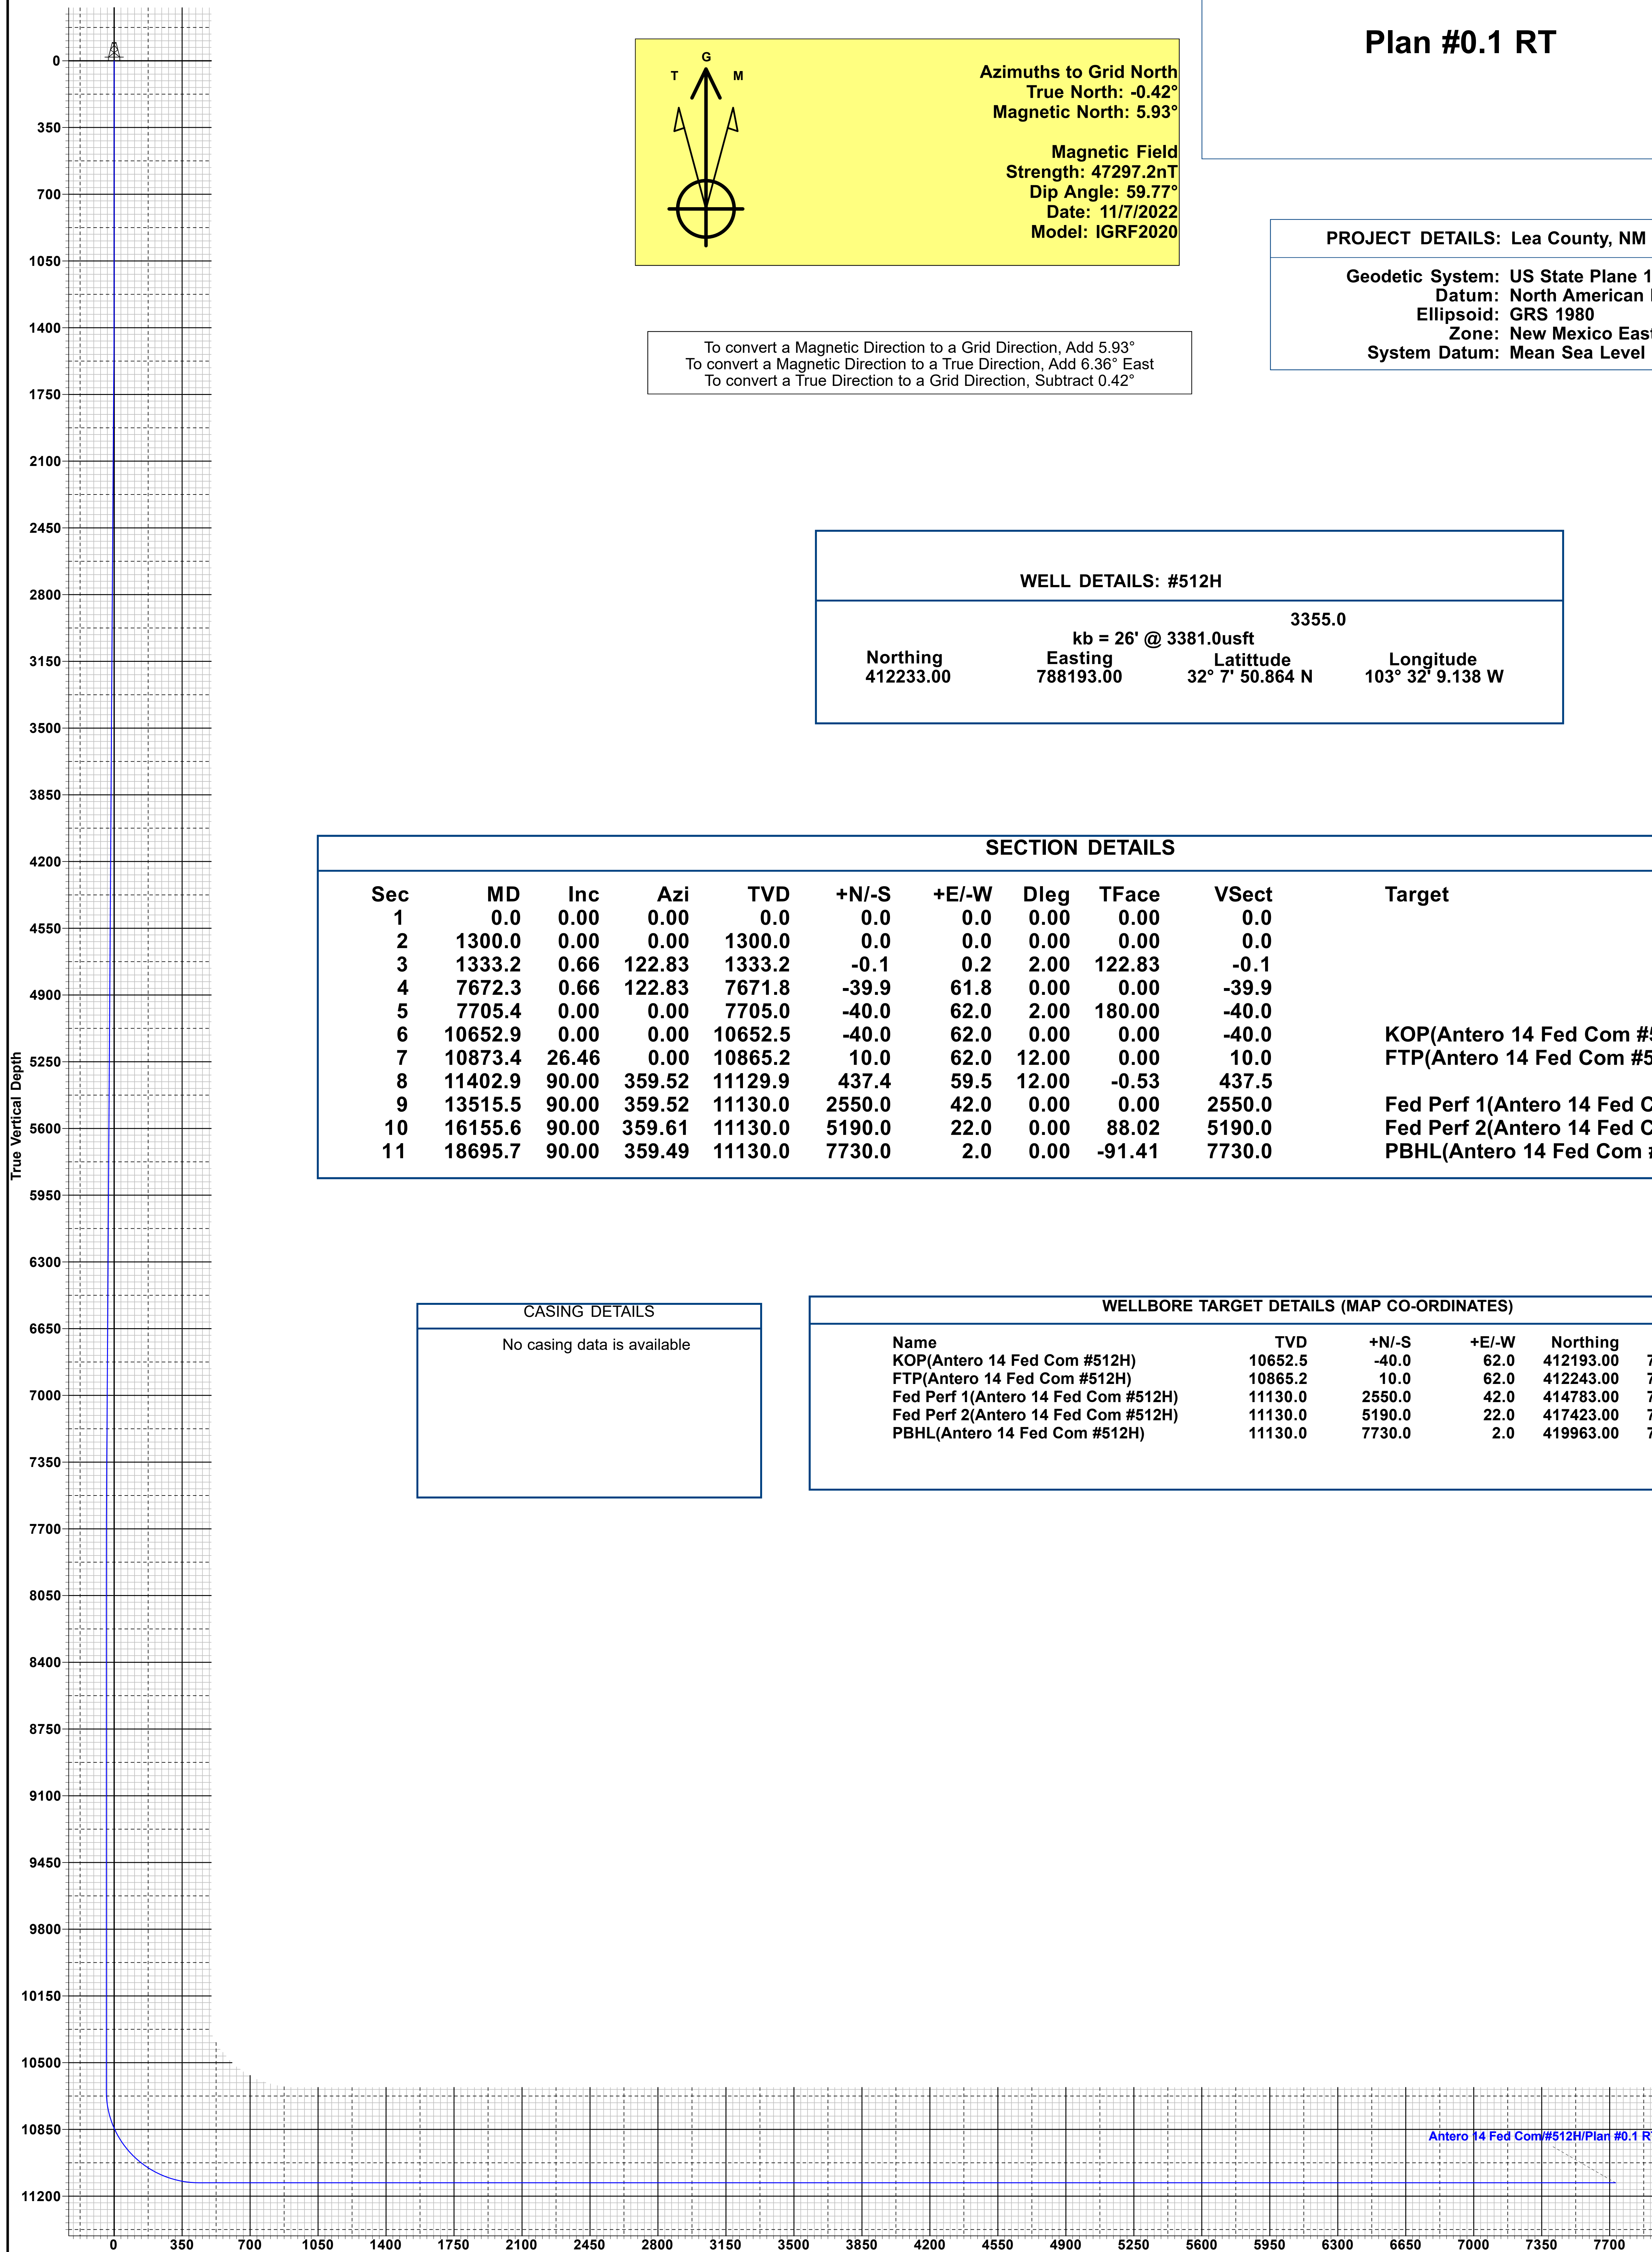 Plan #0.1 RT
G
T M
Azimuths to Grid North
True North: -0.42°
Magnetic North: 5.93°
Magnetic Field
Strength: 47297.2nT
Dip Angle: 59.77°
Date: 11/7/2022
Model: IGRF2020
PROJECT DETAILS: Lea County, NM
Geodetic System: US State Plane 1
Datum: North American
Ellipsoid: GRS 1980
Zone: New Mexico East
System Datum: Mean Sea Level
To convert a Magnetic Direction to a Grid Direction, Add 5.93°
To convert a Magnetic Direction to a True Direction, Add 6.36° East
To convert a True Direction to a Grid Direction, Subtract 0.42°
WELL DETAILS: #512H
3355.0
kb = 26' @ 3381.0usft
Northing Easting Latittude Longitude
412233.00 788193.00 32° 7' 50.864 N 103° 32' 9.138 W
SECTION DETAILS
Sec MD Inc Azi TVD +N/-S +E/-W Dleg TFace VSect Target
1 0.0 0.00 0.00 0.0 0.0 0.0 0.00 0.00 0.0
2 1300.0 0.00 0.00 1300.0 0.0 0.0 0.00 0.00 0.0
3 1333.2 0.66 122.83 1333.2 -0.1 0.2 2.00 122.83 -0.1
4 7672.3 0.66 122.83 7671.8 -39.9 61.8 0.00 0.00 -39.9
5 7705.4 0.00 0.00 7705.0 -40.0 62.0 2.00 180.00 -40.0
6 10652.9 0.00 0.00 10652.5 -40.0 62.0 0.00 0.00 -40.0 KOP(Antero 14 Fed Com #5
7 10873.4 26.46 0.00 10865.2 10.0 62.0 12.00 0.00 10.0 FTP(Antero 14 Fed Com #5
8 11402.9 90.00 359.52 11129.9 437.4 59.5 12.00 -0.53 437.5
9 13515.5 90.00 359.52 11130.0 2550.0 42.0 0.00 0.00 2550.0 Fed Perf 1(Antero 14 Fed C
10 16155.6 90.00 359.61 11130.0 5190.0 22.0 0.00 88.02 5190.0 Fed Perf 2(Antero 14 Fed C
11 18695.7 90.00 359.49 11130.0 7730.0 2.0 0.00 -91.41 7730.0 PBHL(Antero 14 Fed Com #
CASING DETAILS
No casing data is available
WELLBORE TARGET DETAILS (MAP CO-ORDINATES)
Name TVD +N/-S +E/-W Northing
KOP(Antero 14 Fed Com #512H) 10652.5 -40.0 62.0 412193.00 7
FTP(Antero 14 Fed Com #512H) 10865.2 10.0 62.0 412243.00 7
Fed Perf 1(Antero 14 Fed Com #512H) 11130.0 2550.0 42.0 414783.00 7
Fed Perf 2(Antero 14 Fed Com #512H) 11130.0 5190.0 22.0 417423.00 7
PBHL(Antero 14 Fed Com #512H) 11130.0 7730.0 2.0 419963.00 7
True Vertical Depth
0
350
700
1050
1400
1750
2100
2450
2800
3150
3500
3850
4200
4550
4900
5250
5600
5950
6300
6650
7000
7350
7700
8050
8400
8750
9100
9450
9800
10150
10500
10850
11200
Antero 14 Fed Com/#512H/Plan #0.1 RT
0 350 700 1050 1400 1750 2100 2450 2800 3150 3500 3850 4200 4550 4900 5250 5600 5950 6300 6650 7000 7350 7700